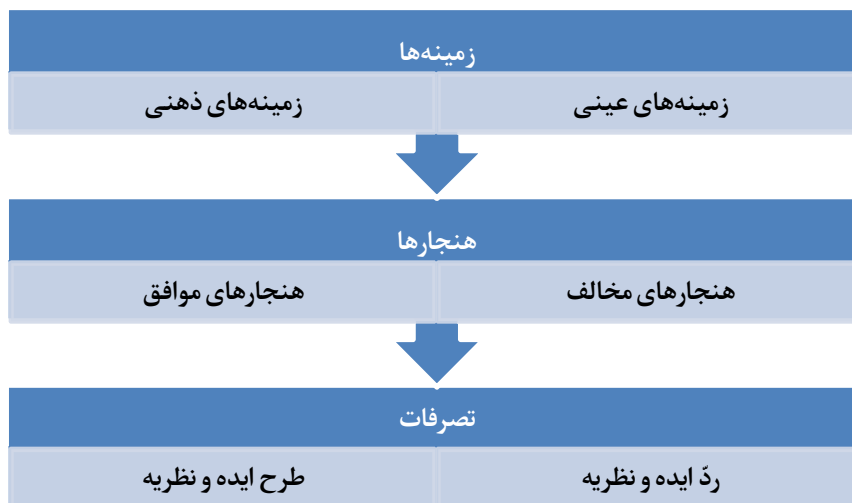 زمینه‌ها
زمینه‌های عینی
زمینه‌های ذهنی
هنجارها
هنجارهای مخالف
هنجارهای موافق
تصرفات
ردّ ایده و نظریه
طرح ایده و نظریه